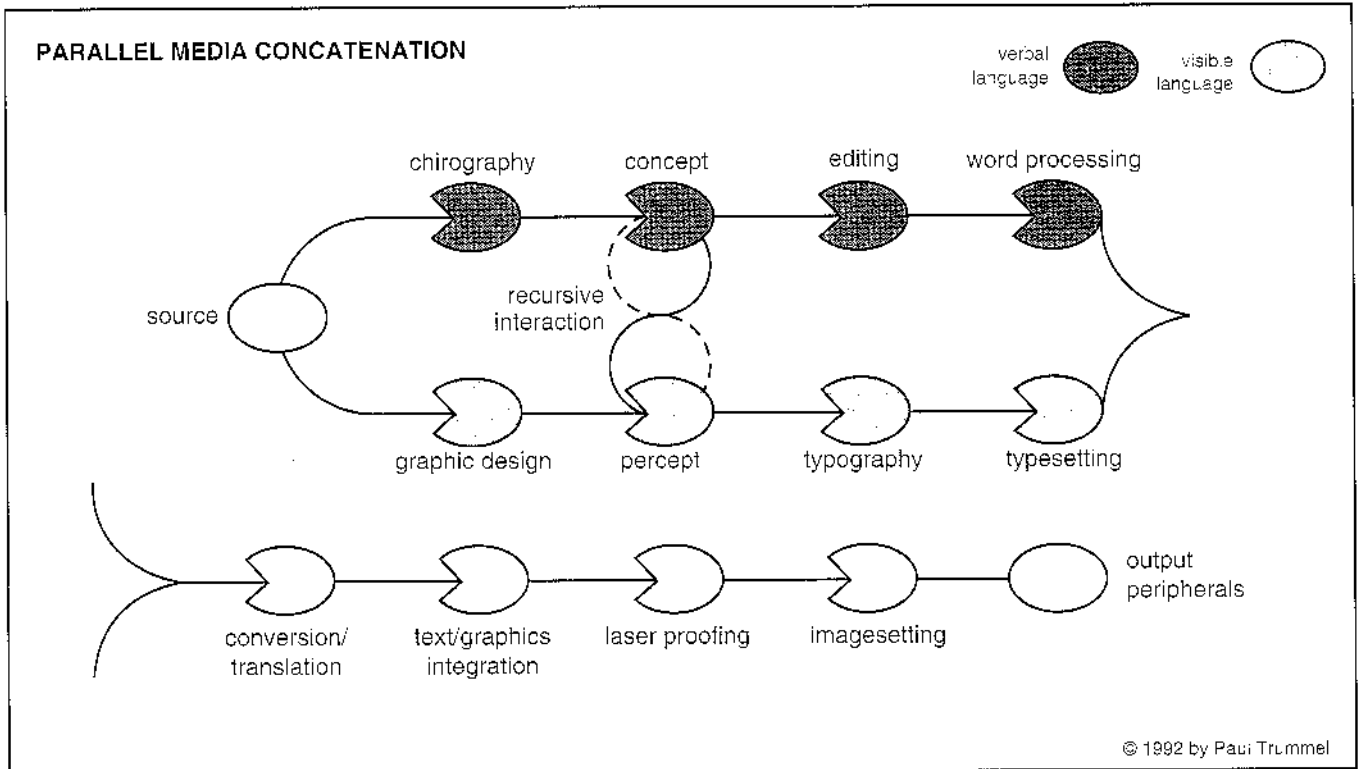 PARALLEL MEDIA CONCATENATION
verbal
language
visible
language
chirography
concept
editing
word processing
source
recursive
interaction
graphic design
percept
typography
typesetting
output
peripherals
conversion/
translation
text/graphics
integration
laser proofing
imagesetting
© 1992 by Paul Trummel